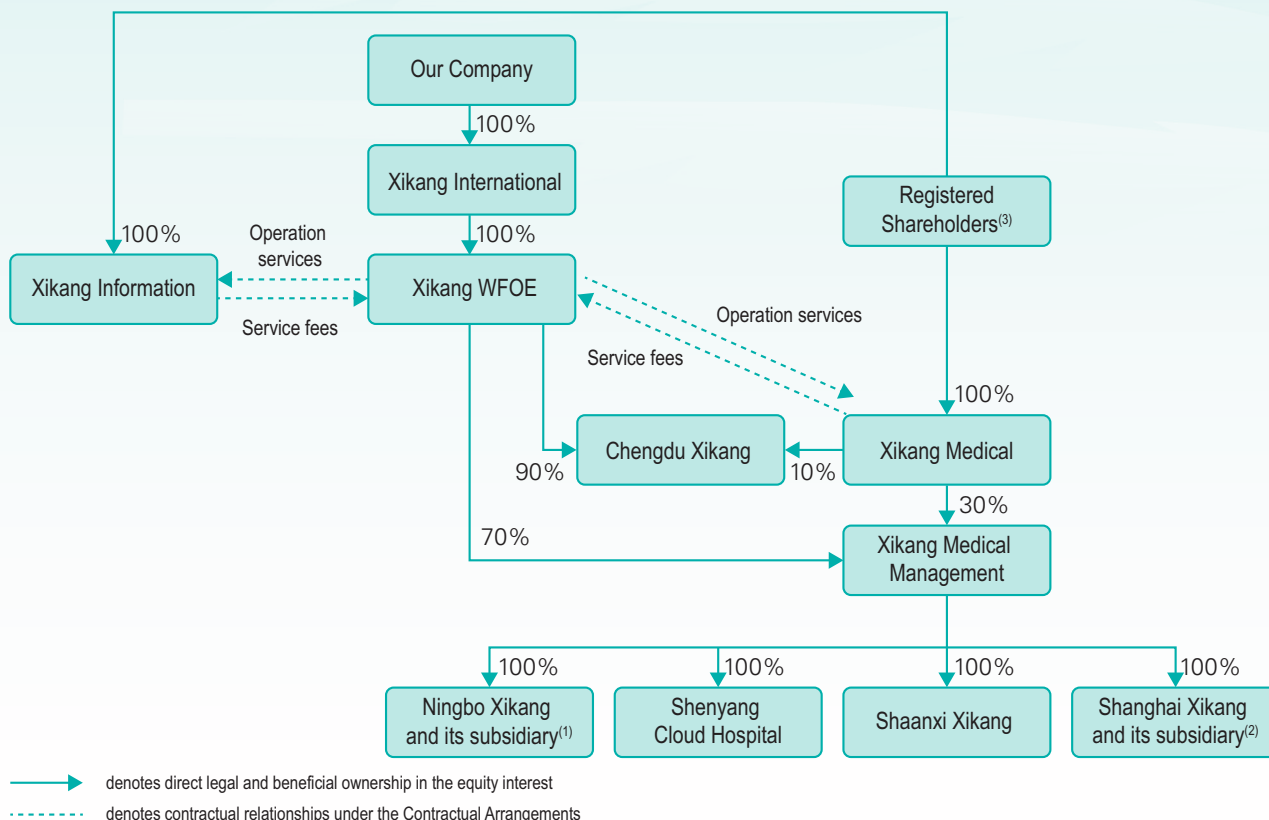 Our Company
100%
Xikang International
Registered
Shareholders(3)
100%
100%
Operation
services
Xikang Information
Xikang WFOE
Service fees
Operation services
Service fees
100%
Chengdu Xikang
Xikang Medical
90%
10%
30%
70%
Xikang Medical
Management
100%
100%
100%
100%
Ningbo Xikang
and its subsidiary(1)
Shenyang
Cloud Hospital
Shaanxi Xikang
Shanghai Xikang
and its subsidiary(2)
denotes direct legal and beneficial ownership in the equity interest
denotes contractual relationships under the Contractual Arrangements